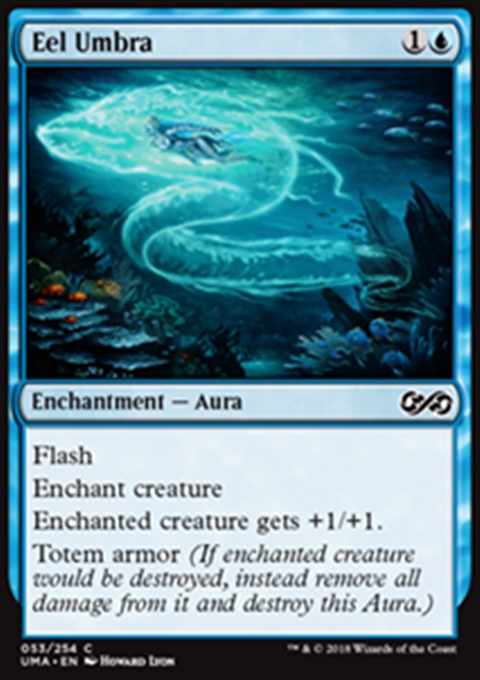 Eel Umbra 1
Enchantment — Aura
Flash
Enchant creature
Enchanted creature gets +1/+1.
Totem armor (If enchanted creature
would be destroyed, instead remove all
damage from it and destroy this Aura.)
053/254 C
UMA • EN Howard Lyon
™ & © 2018 Wizards of the Coast